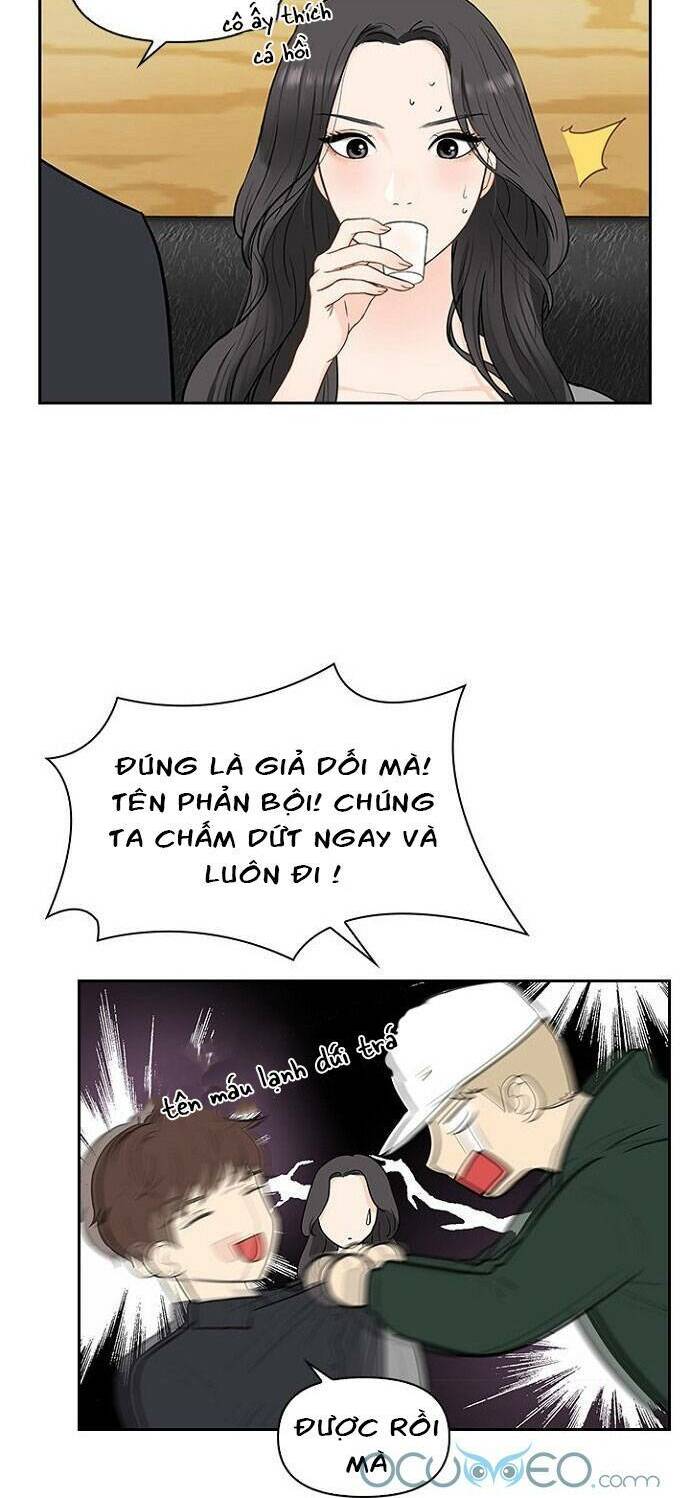 cô ấy thích
cá hồi
ĐÚNG LÀ GIẢ DỐI MÀ!
TÊN PHẢN BỘI! CHÚNG
TA CHẤM DỨT NGAY VÀ
LUÔN ĐI !
tên máu lạnh dúi trá
ĐƯỢC RỒI
MÀ
OCUMEO.com